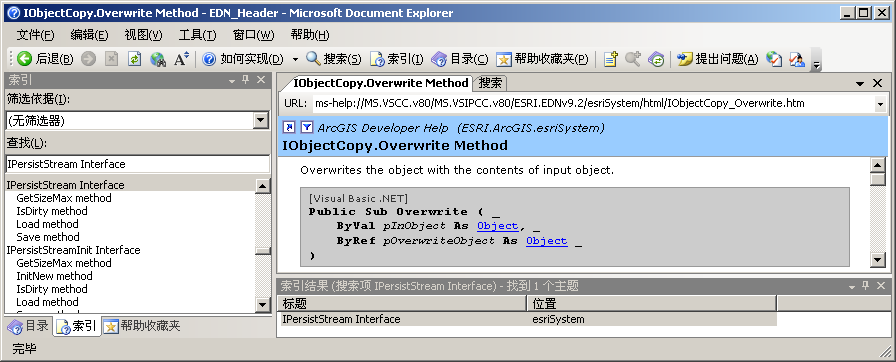 IObjectCopy.Overwrite Method - EDN_Header - Microsoft Document Explorer
文件(F) 编辑(E) 视图(V) 工具(T) 窗口(W) 帮助(H)
后退(B) 如何实现(D) 搜索(S) 索引(I) 目录(C) 帮助收藏夹(P) 提出问题(A)
索引
筛选依据(I):
(无筛选器)
查找(L):
IPersistStream Interface
IPersistStream Interface
GetSizeMax method
IsDirty method
Load method
Save method
IPersistStreamInit Interface
GetSizeMax method
InitNew method
IsDirty method
Load method
目录 索引 帮助收藏夹
IObjectCopy.Overwrite Method 搜索
URL: ms-help://MS.VSCC.v80/MS.VSIPCC.v80/ESRI.EDNv9.2/esriSystem/html/IObjectCopy_Overwrite.htm
ArcGIS Developer Help (ESRI.ArcGIS.esriSystem)
IObjectCopy.Overwrite Method
Overwrites the object with the contents of input object.
[Visual Basic .NET]
Public Sub Overwrite ( _
ByVal pInObject As Object, _
ByRef pOverwriteObject As Object _
)
索引结果 (搜索项 IPersistStream Interface) - 找到 1 个主题
标题 位置
IPersistStream Interface esriSystem
完毕